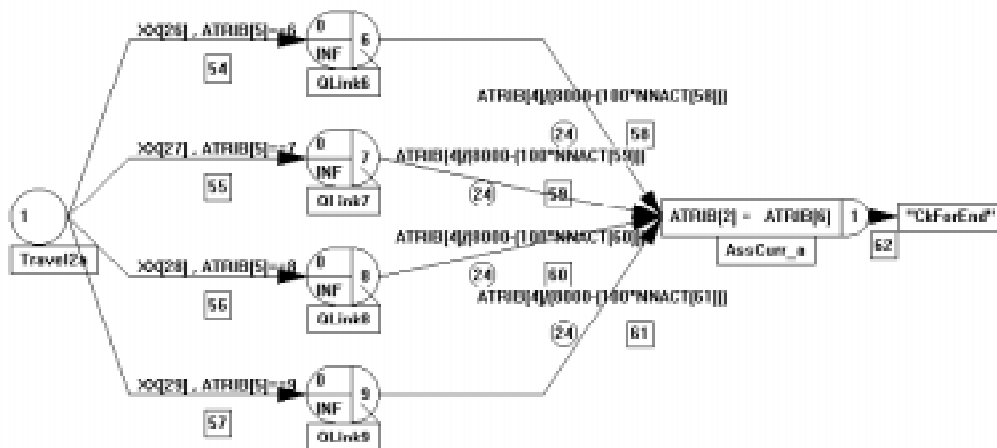 XX[26] , ATRIB[5]==6
54
0
INF
6
QLink6
ATRIB[4]/(8000-(100*NNACT(58)))
24
58
XX[27] , ATRIB[5]==7
55
0
INF
7
QLink7
ATRIB[4]/(8000-(100*NNACT(59)))
24
59
1
Travel2a
ATRIB[2] = ATRIB[6]
1
AssCurr_a
62
"CkForEnd"
XX[28] , ATRIB[5]==8
56
0
INF
8
QLink8
ATRIB[4]/(8000-(100*NNACT(60)))
24
60
XX[29] , ATRIB[5]==9
57
0
INF
9
QLink9
ATRIB[4]/(8000-(100*NNACT(61)))
24
61